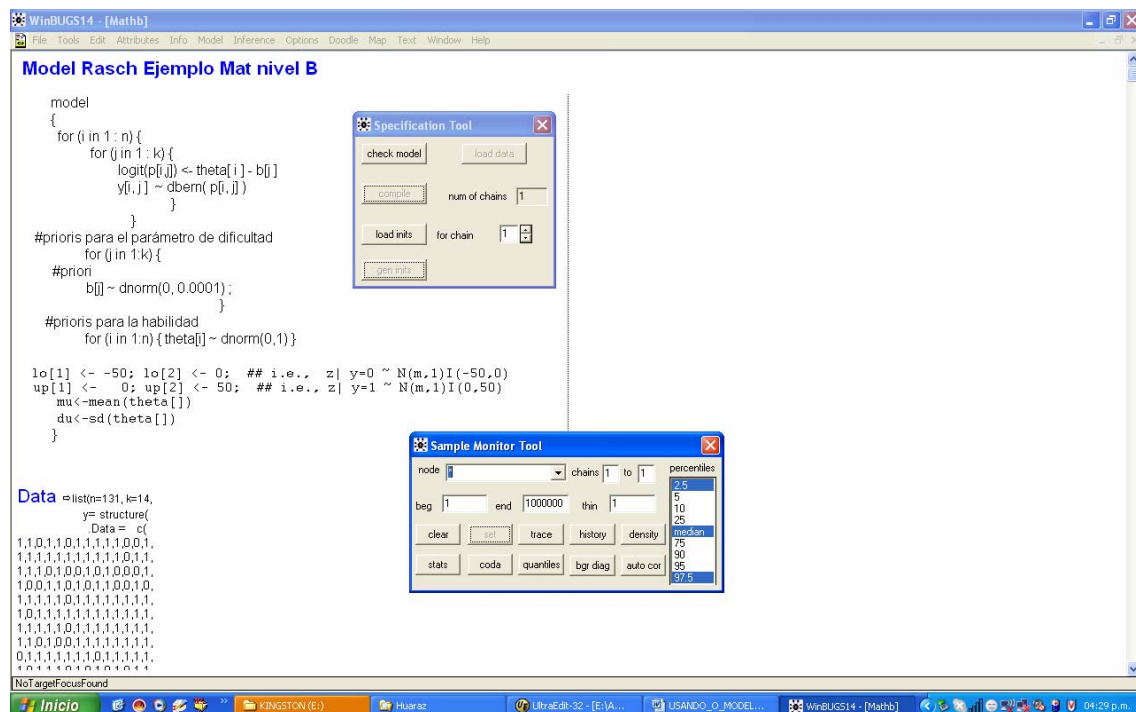 WinBUGS14 - [Mathb]
File Tools Edit Attributes Info Model Inference Options Doodle Map Text Window Help
Model Rasch Ejemplo Mat nivel B
model
{
for (i in 1 : n) {
for (j in 1 : k) {
logit(p[i,j]) <- theta[ i ] - b[j ]
y[i, j ] ~ dbern( p[i, j] )
}
}
#prioris para el parámetro de dificultad
for (j in 1:k) {
#priori
b[j] ~ dnorm(0, 0.0001) ;
}
#prioris para la habilidad
for (i in 1:n) { theta[i] ~ dnorm(0,1) }
lo[1] <- -50; lo[2] <- 0; ## i.e., z| y=0 ~ N(m,1)I(-50,0)
up[1] <- 0; up[2] <- 50; ## i.e., z| y=1 ~ N(m,1)I(0,50)
mu<-mean(theta[])
du<-sd(theta[])
}
Data ⇨list(n=131, k=14,
y= structure(
.Data = c(
1,1,0,1,1,0,1,1,1,1,1,0,0,1,
1,1,1,1,1,1,1,1,1,1,0,1,1,
1,1,1,0,1,0,0,1,0,1,0,0,0,1,
1,0,0,1,1,0,1,0,1,1,0,0,1,0,
1,1,1,1,1,0,1,1,1,1,1,1,1,1,
1,0,1,1,1,1,1,1,1,1,1,1,1,1,
1,1,1,1,0,1,1,1,1,1,1,1,1,1,
1,1,0,1,0,0,1,1,1,1,1,1,1,1,
0,1,1,1,1,1,1,1,0,1,1,1,1,1,
Specification Tool
check model load data
compile num of chains 1
load inits for chain 1
gen inits
Sample Monitor Tool
node * chains 1 to 1 percentiles
beg 1 end 1000000 thin 1
clear set trace history density
stats coda quantiles bgr diag auto cor
2.5
5
10
25
median
75
90
95
97.5
NoTargetFocusFound
Inicio KINGSTON (E:) Huaraz UltraEdit-32 - [E:\A... USANDO_O_MODEL... WinBUGS14 - [Mathb] 04:29 p.m.